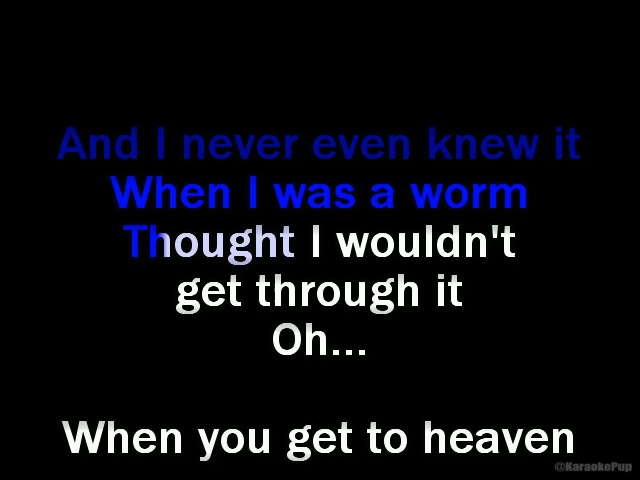 And I never even knew it
When I was a worm
Thought I wouldn't
get through it
Oh...
When you get to heaven
@KaraokePup